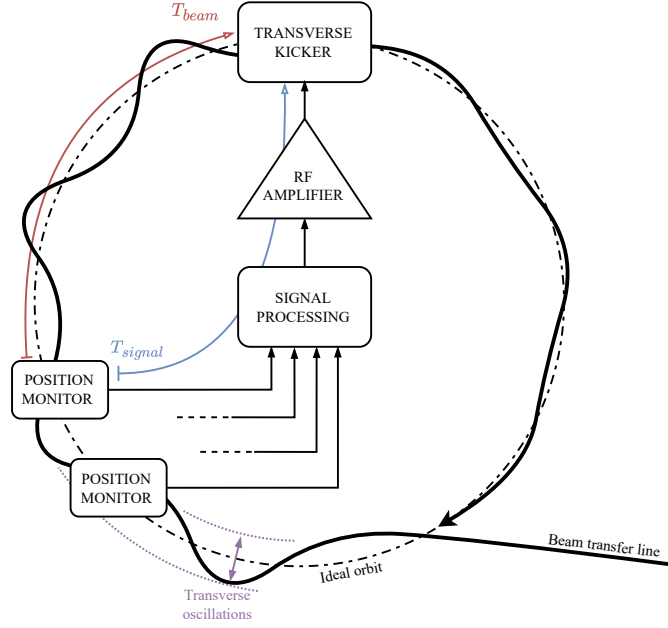 T_beam
TRANSVERSE
KICKER
RF
AMPLIFIER
SIGNAL
PROCESSING
T_signal
POSITION
MONITOR
POSITION
MONITOR
Beam transfer line
Ideal orbit
Transverse
oscillations